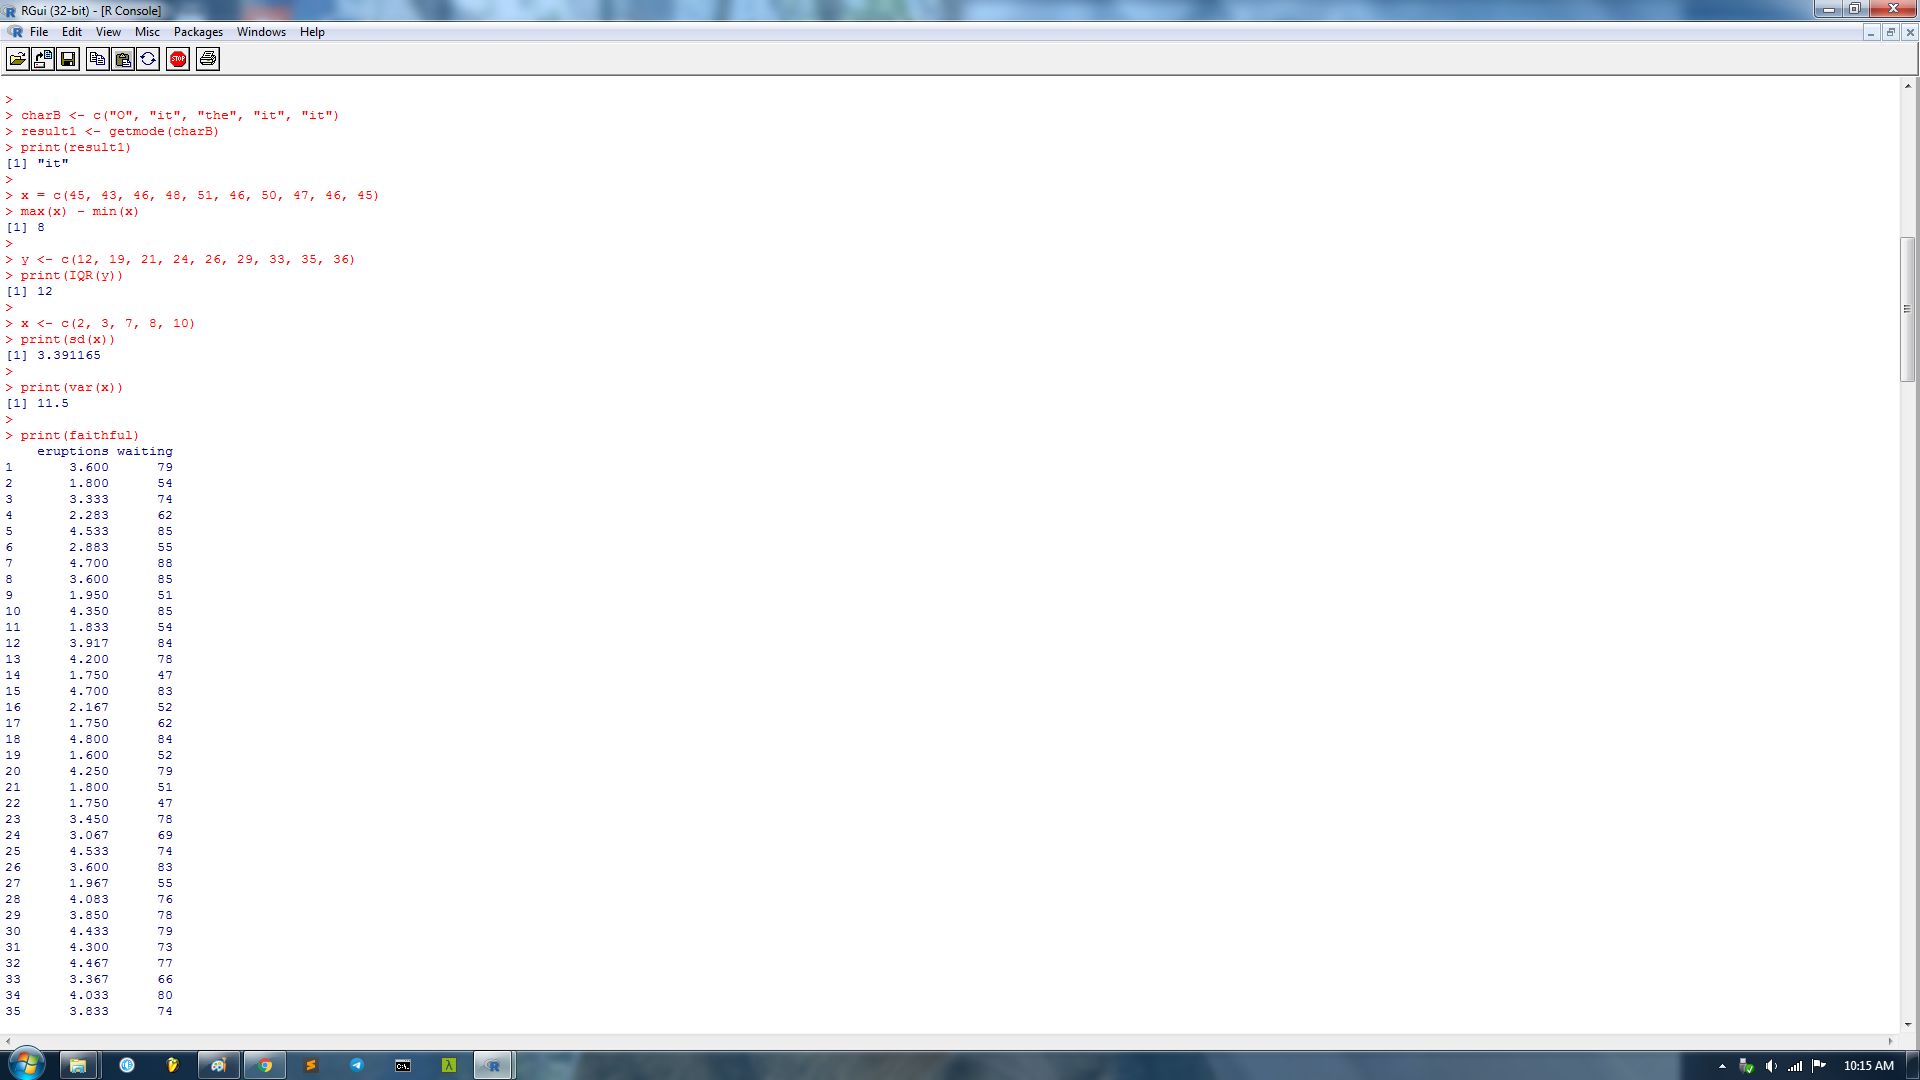 RGui (32-bit) - [R Console]
File Edit View Misc Packages Windows Help
STOP
>
> charB <- c("O", "it", "the", "it", "it")
> result1 <- getmode(charB)
> print(result1)
[1] "it"
>
> x = c(45, 43, 46, 48, 51, 46, 50, 47, 46, 45)
> max(x) - min(x)
[1] 8
>
> y <- c(12, 19, 21, 24, 26, 29, 33, 35, 36)
> print(IQR(y))
[1] 12
>
> x <- c(2, 3, 7, 8, 10)
> print(sd(x))
[1] 3.391165
>
> print(var(x))
[1] 11.5
>
> print(faithful)
eruptions waiting
1 3.600 79
2 1.800 54
3 3.333 74
4 2.283 62
5 4.533 85
6 2.883 55
7 4.700 88
8 3.600 85
9 1.950 51
10 4.350 85
11 1.833 54
12 3.917 84
13 4.200 78
14 1.750 47
15 4.700 83
16 2.167 52
17 1.750 62
18 4.800 84
19 1.600 52
20 4.250 79
21 1.800 51
22 1.750 47
23 3.450 78
24 3.067 69
25 4.533 74
26 3.600 83
27 1.967 55
28 4.083 76
29 3.850 78
30 4.433 79
31 4.300 73
32 4.467 77
33 3.367 66
34 4.033 80
35 3.833 74
10:15 AM